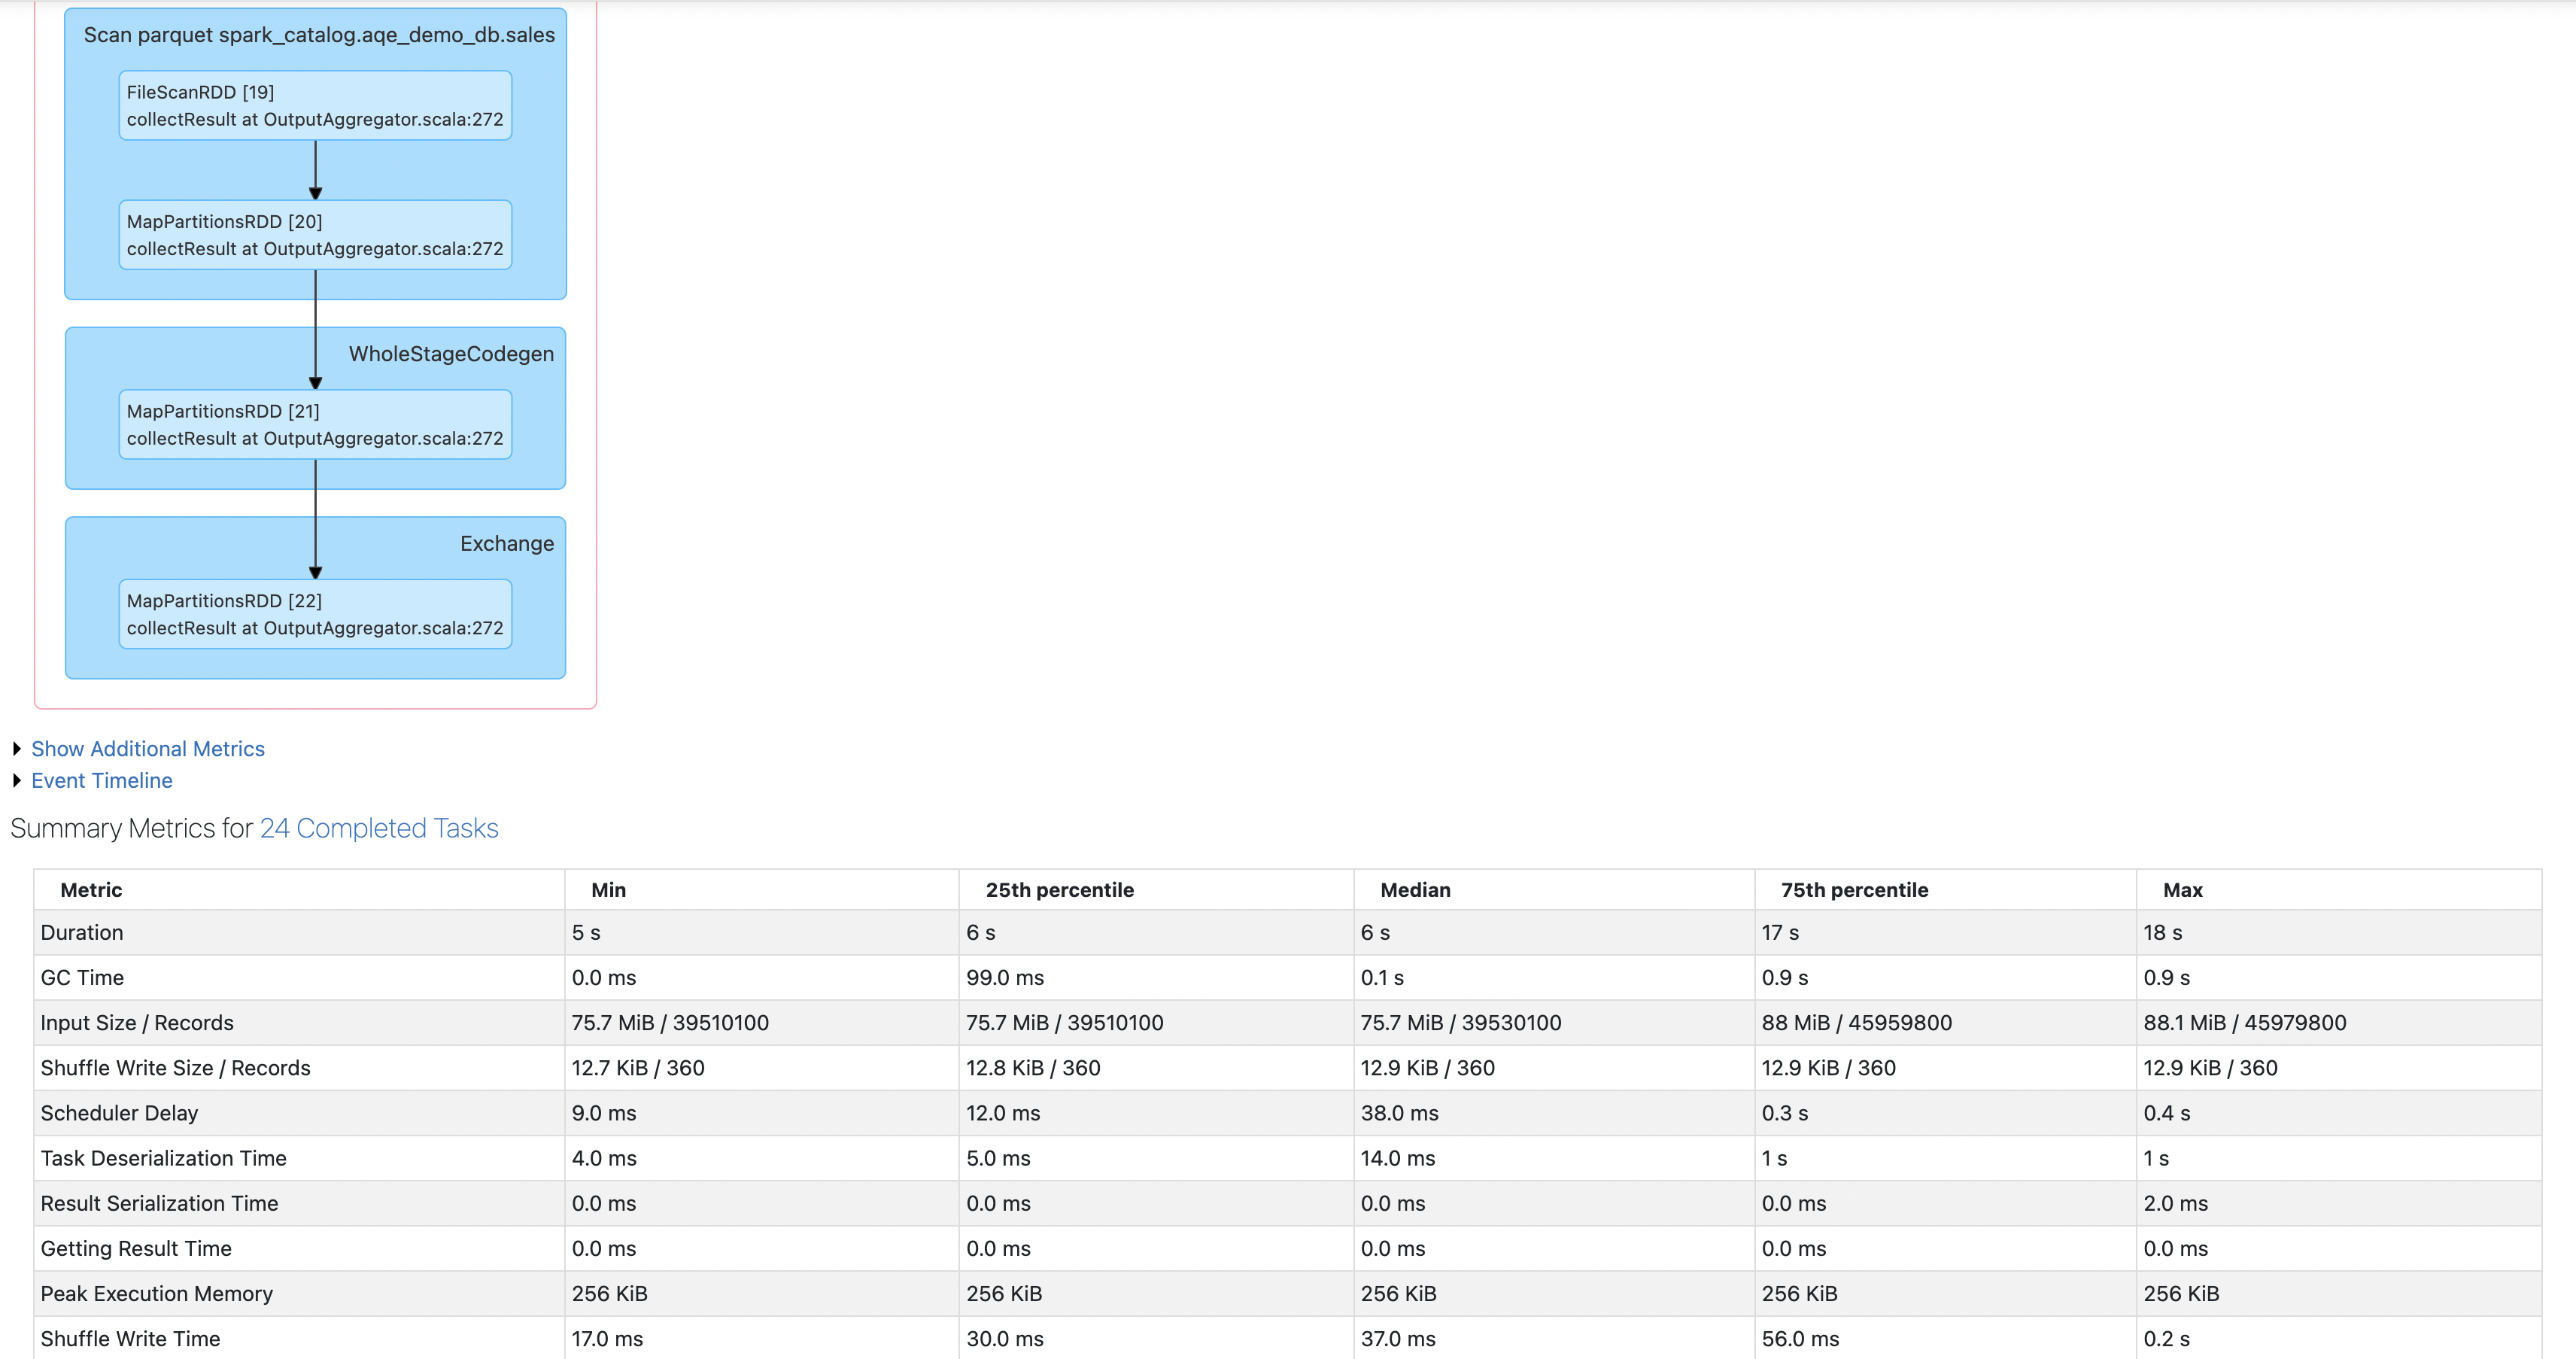 Scan parquet spark_catalog.aqe_demo_db.sales
FileScanRDD [19]
collectResult at OutputAggregator.scala:272
MapPartitionsRDD [20]
collectResult at OutputAggregator.scala:272
WholeStageCodegen
MapPartitionsRDD [21]
collectResult at OutputAggregator.scala:272
Exchange
MapPartitionsRDD [22]
collectResult at OutputAggregator.scala:272
Show Additional Metrics
Event Timeline
Summary Metrics for 24 Completed Tasks
Metric Min 25th percentile Median 75th percentile Max
Duration 5 s 6 s 6 s 17 s 18 s
GC Time 0.0 ms 99.0 ms 0.1 s 0.9 s 0.9 s
Input Size / Records 75.7 MiB / 39510100 75.7 MiB / 39510100 75.7 MiB / 39530100 88 MiB / 45959800 88.1 MiB / 45979800
Shuffle Write Size / Records 12.7 KiB / 360 12.8 KiB / 360 12.9 KiB / 360 12.9 KiB / 360 12.9 KiB / 360
Scheduler Delay 9.0 ms 12.0 ms 38.0 ms 0.3 s 0.4 s
Task Deserialization Time 4.0 ms 5.0 ms 14.0 ms 1 s 1 s
Result Serialization Time 0.0 ms 0.0 ms 0.0 ms 0.0 ms 2.0 ms
Getting Result Time 0.0 ms 0.0 ms 0.0 ms 0.0 ms 0.0 ms
Peak Execution Memory 256 KiB 256 KiB 256 KiB 256 KiB 256 KiB
Shuffle Write Time 17.0 ms 30.0 ms 37.0 ms 56.0 ms 0.2 s